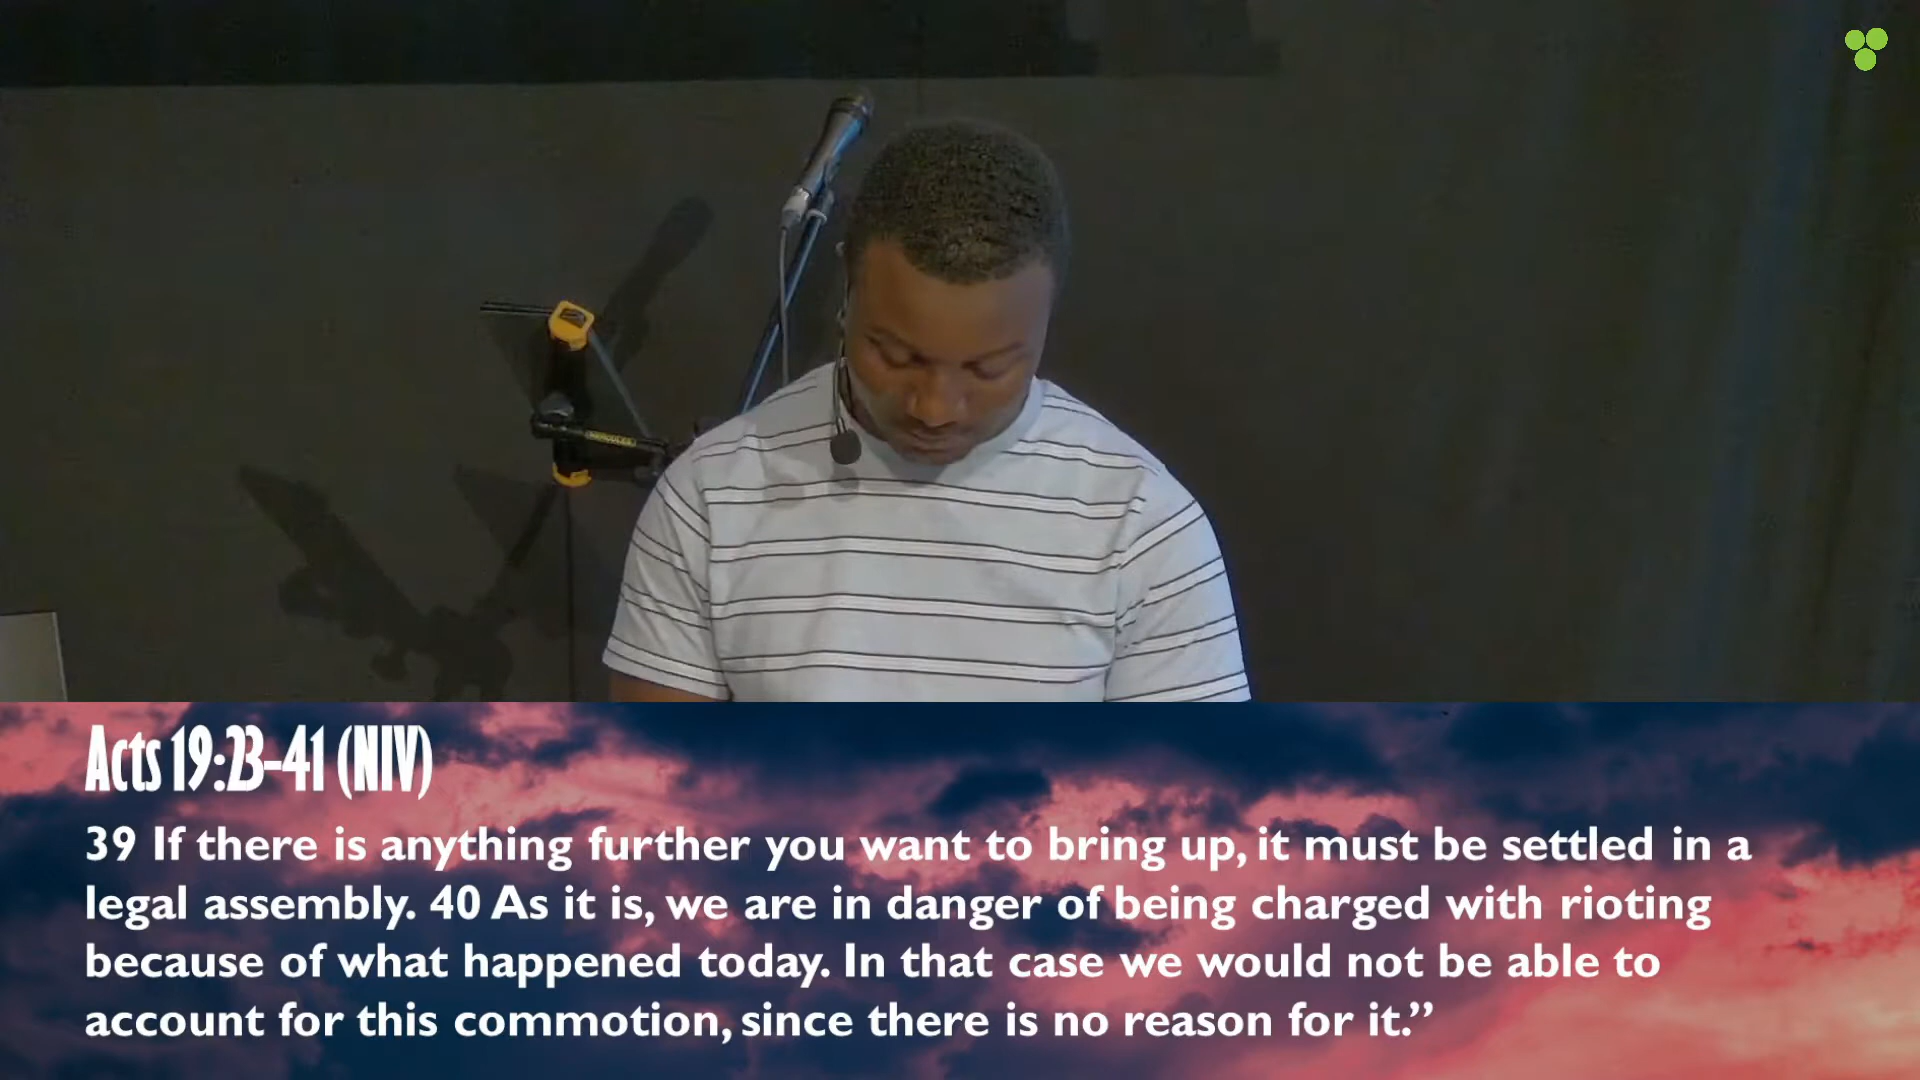 HERCULES
Acts 19:23-41 (NIV)
39 If there is anything further you want to bring up, it must be settled in a
legal assembly. 40 As it is, we are in danger of being charged with rioting
because of what happened today. In that case we would not be able to
account for this commotion, since there is no reason for it.”